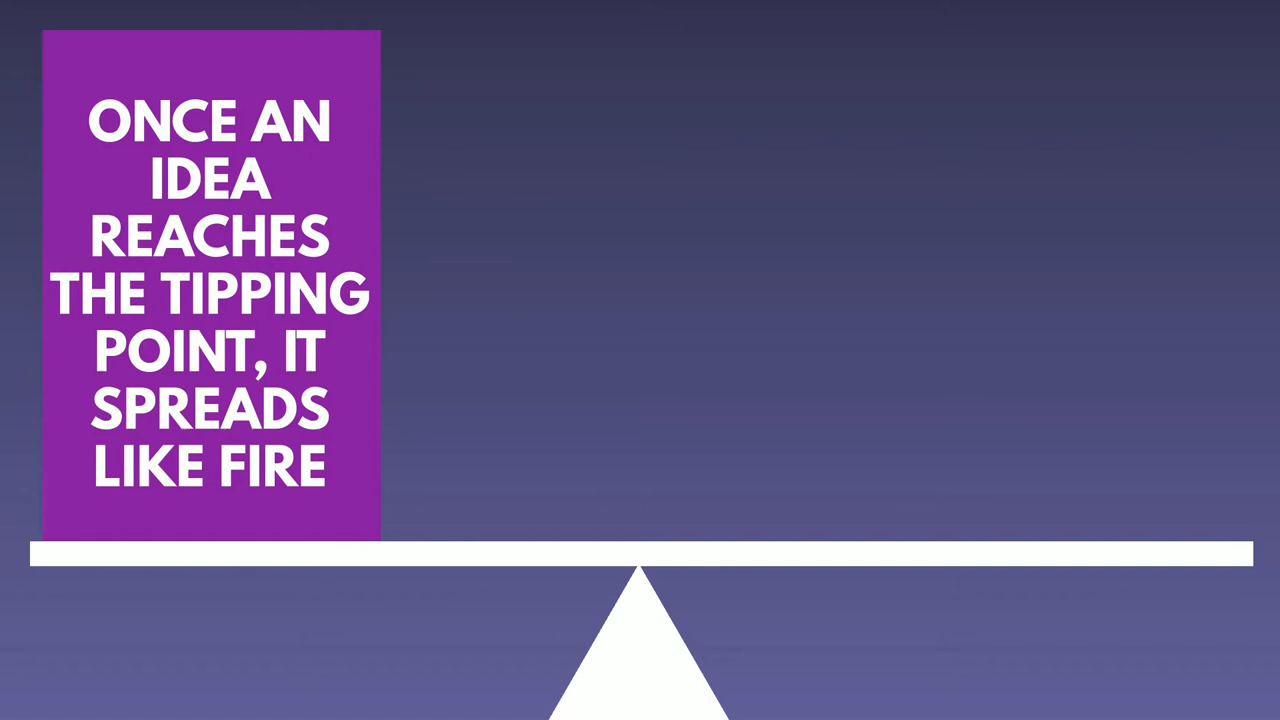 ONCE AN
IDEA
REACHES
THE TIPPING
POINT, IT
SPREADS
LIKE FIRE